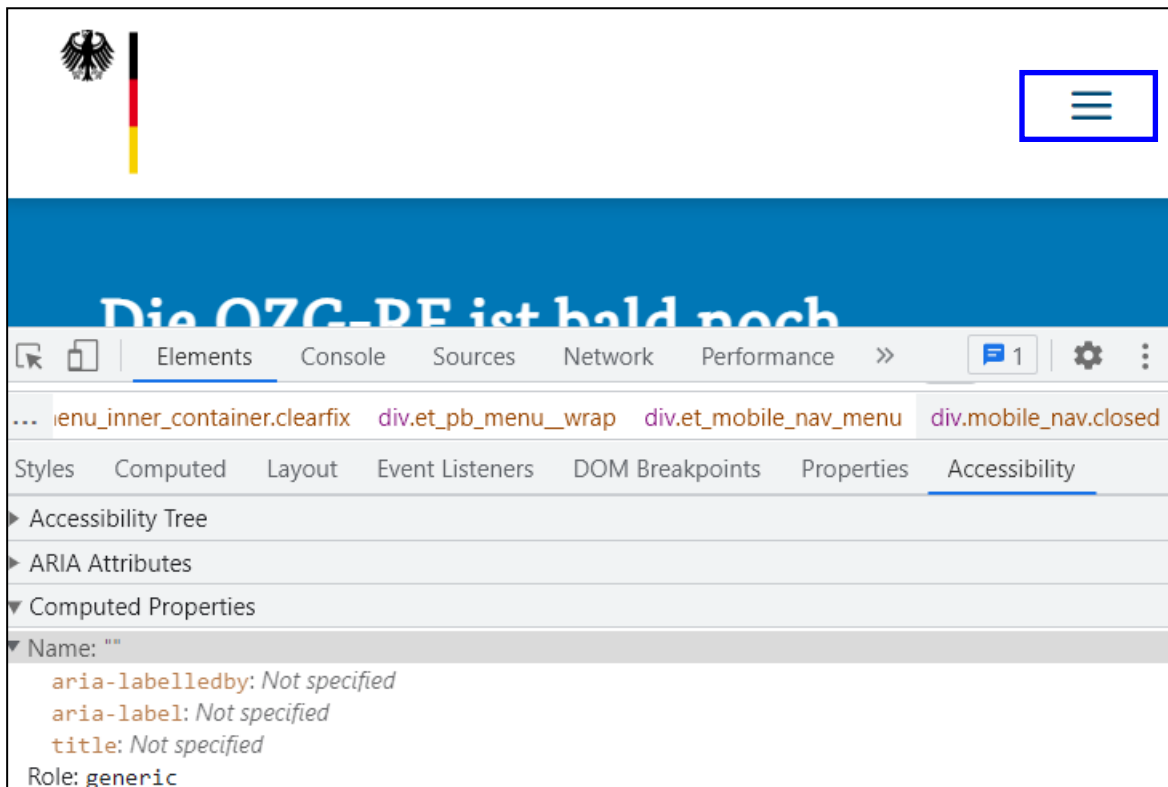 Die OZG-RE ist bald noch
Elements Console Sources Network Performance » 1
... enu_inner_container.clearfix div.et_pb_menu__wrap div.et_mobile_nav_menu div.mobile_nav.closed
Styles Computed Layout Event Listeners DOM Breakpoints Properties Accessibility
Accessibility Tree
ARIA Attributes
Computed Properties
Name: ""
aria-labelledby: Not specified
aria-label: Not specified
title: Not specified
Role: generic